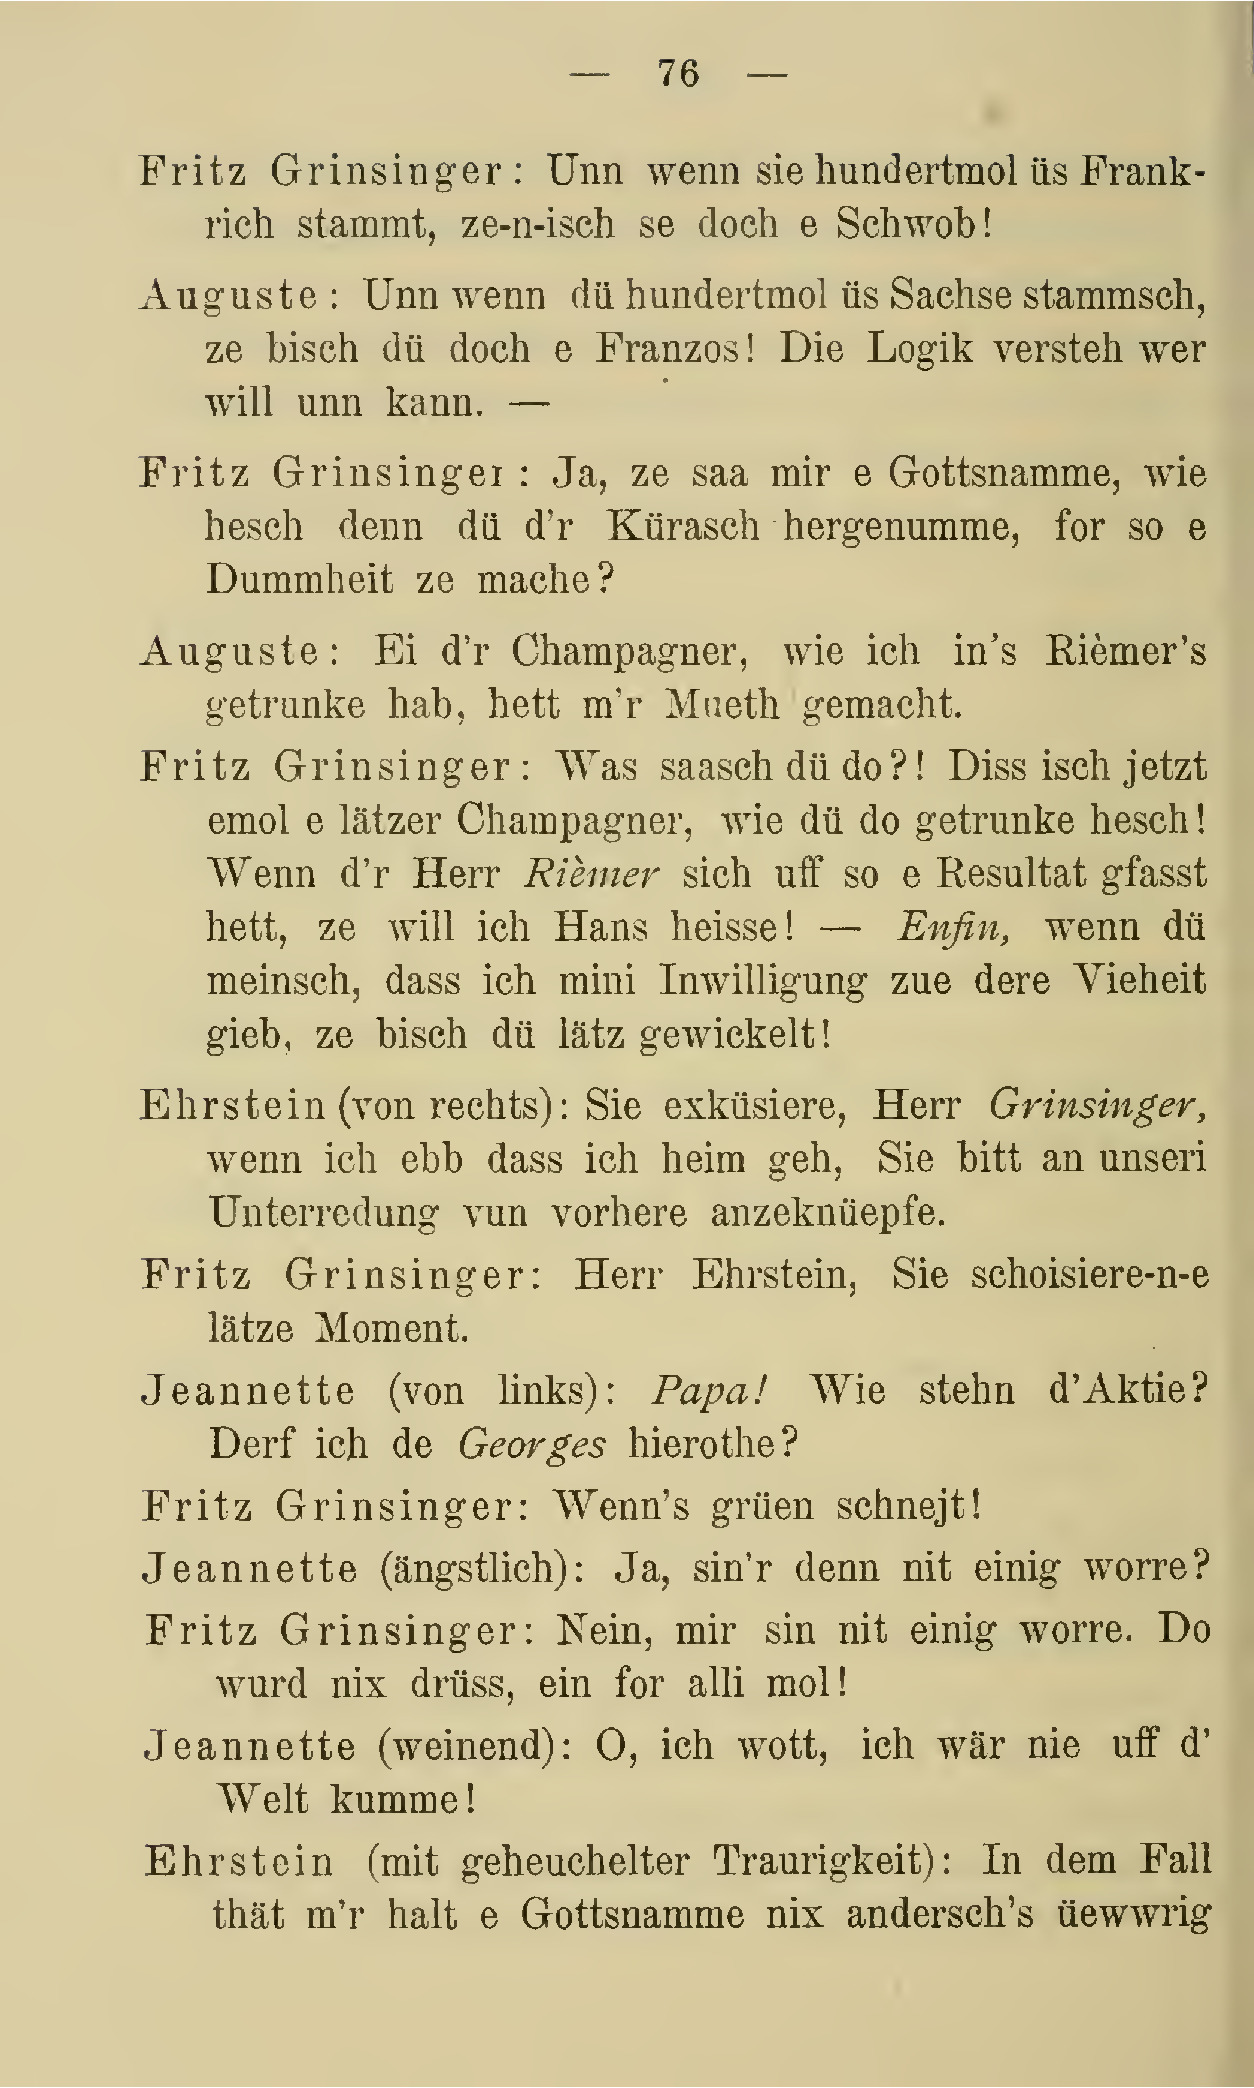 — 76 —
Fritz Grinsinger: Unn wenn sie hundertmol üs Frank-
rich stammt, ze-n-isch se doch e Schwob!
Auguste: Unn wenn dü hundertmol üs Sachse stammsch,
ze bisch dü doch e Franzos! Die Logik versteh wer
will unn kann. —
Fritz Grinsinger: Ja, ze saa mir e Gottsnamme, wie
hesch denn dü d'r Kürasch hergenumme, for so e
Dummheit ze mache?
Auguste: Ei d'r Champagner, wie ich in's Rièmer's
getrunke hab, hett m'r Mueth gemacht.
Fritz Grinsinger: Was saasch dü do?! Diss isch jetzt
emol e lätzer Champagner, wie dü do getrunke hesch!
Wenn d'r Herr Rièmer sich uff so e Resultat gfasst
hett, ze will ich Hans heisse! — Enfin, wenn dü
meinsch, dass ich mini Inwilligung zue dere Vieheit
gieb, ze bisch dü lätz gewickelt!
Ehrstein (von rechts): Sie exküsiere, Herr Grinsinger,
wenn ich ebb dass ich heim geh, Sie bitt an unseri
Unterredung vun vorhere anzeknüepfe.
Fritz Grinsinger: Herr Ehrstein, Sie schoisiere-n-e
lätze Moment.
Jeannette (von links): Papa! Wie stehn d'Aktie?
Derf ich de Georges hierothe?
Fritz Grinsinger: Wenn's grüen schnejt!
Jeannette (ängstlich): Ja, sin'r denn nit einig worre?
Fritz Grinsinger: Nein, mir sin nit einig worre. Do
wurd nix drüss, ein for alli mol!
Jeannette (weinend): O, ich wott, ich wär nie uff d'
Welt kumme!
Ehrstein (mit geheuchelter Traurigkeit): In dem Fall
thät m'r halt e Gottsnamme nix andersch's üewwrig